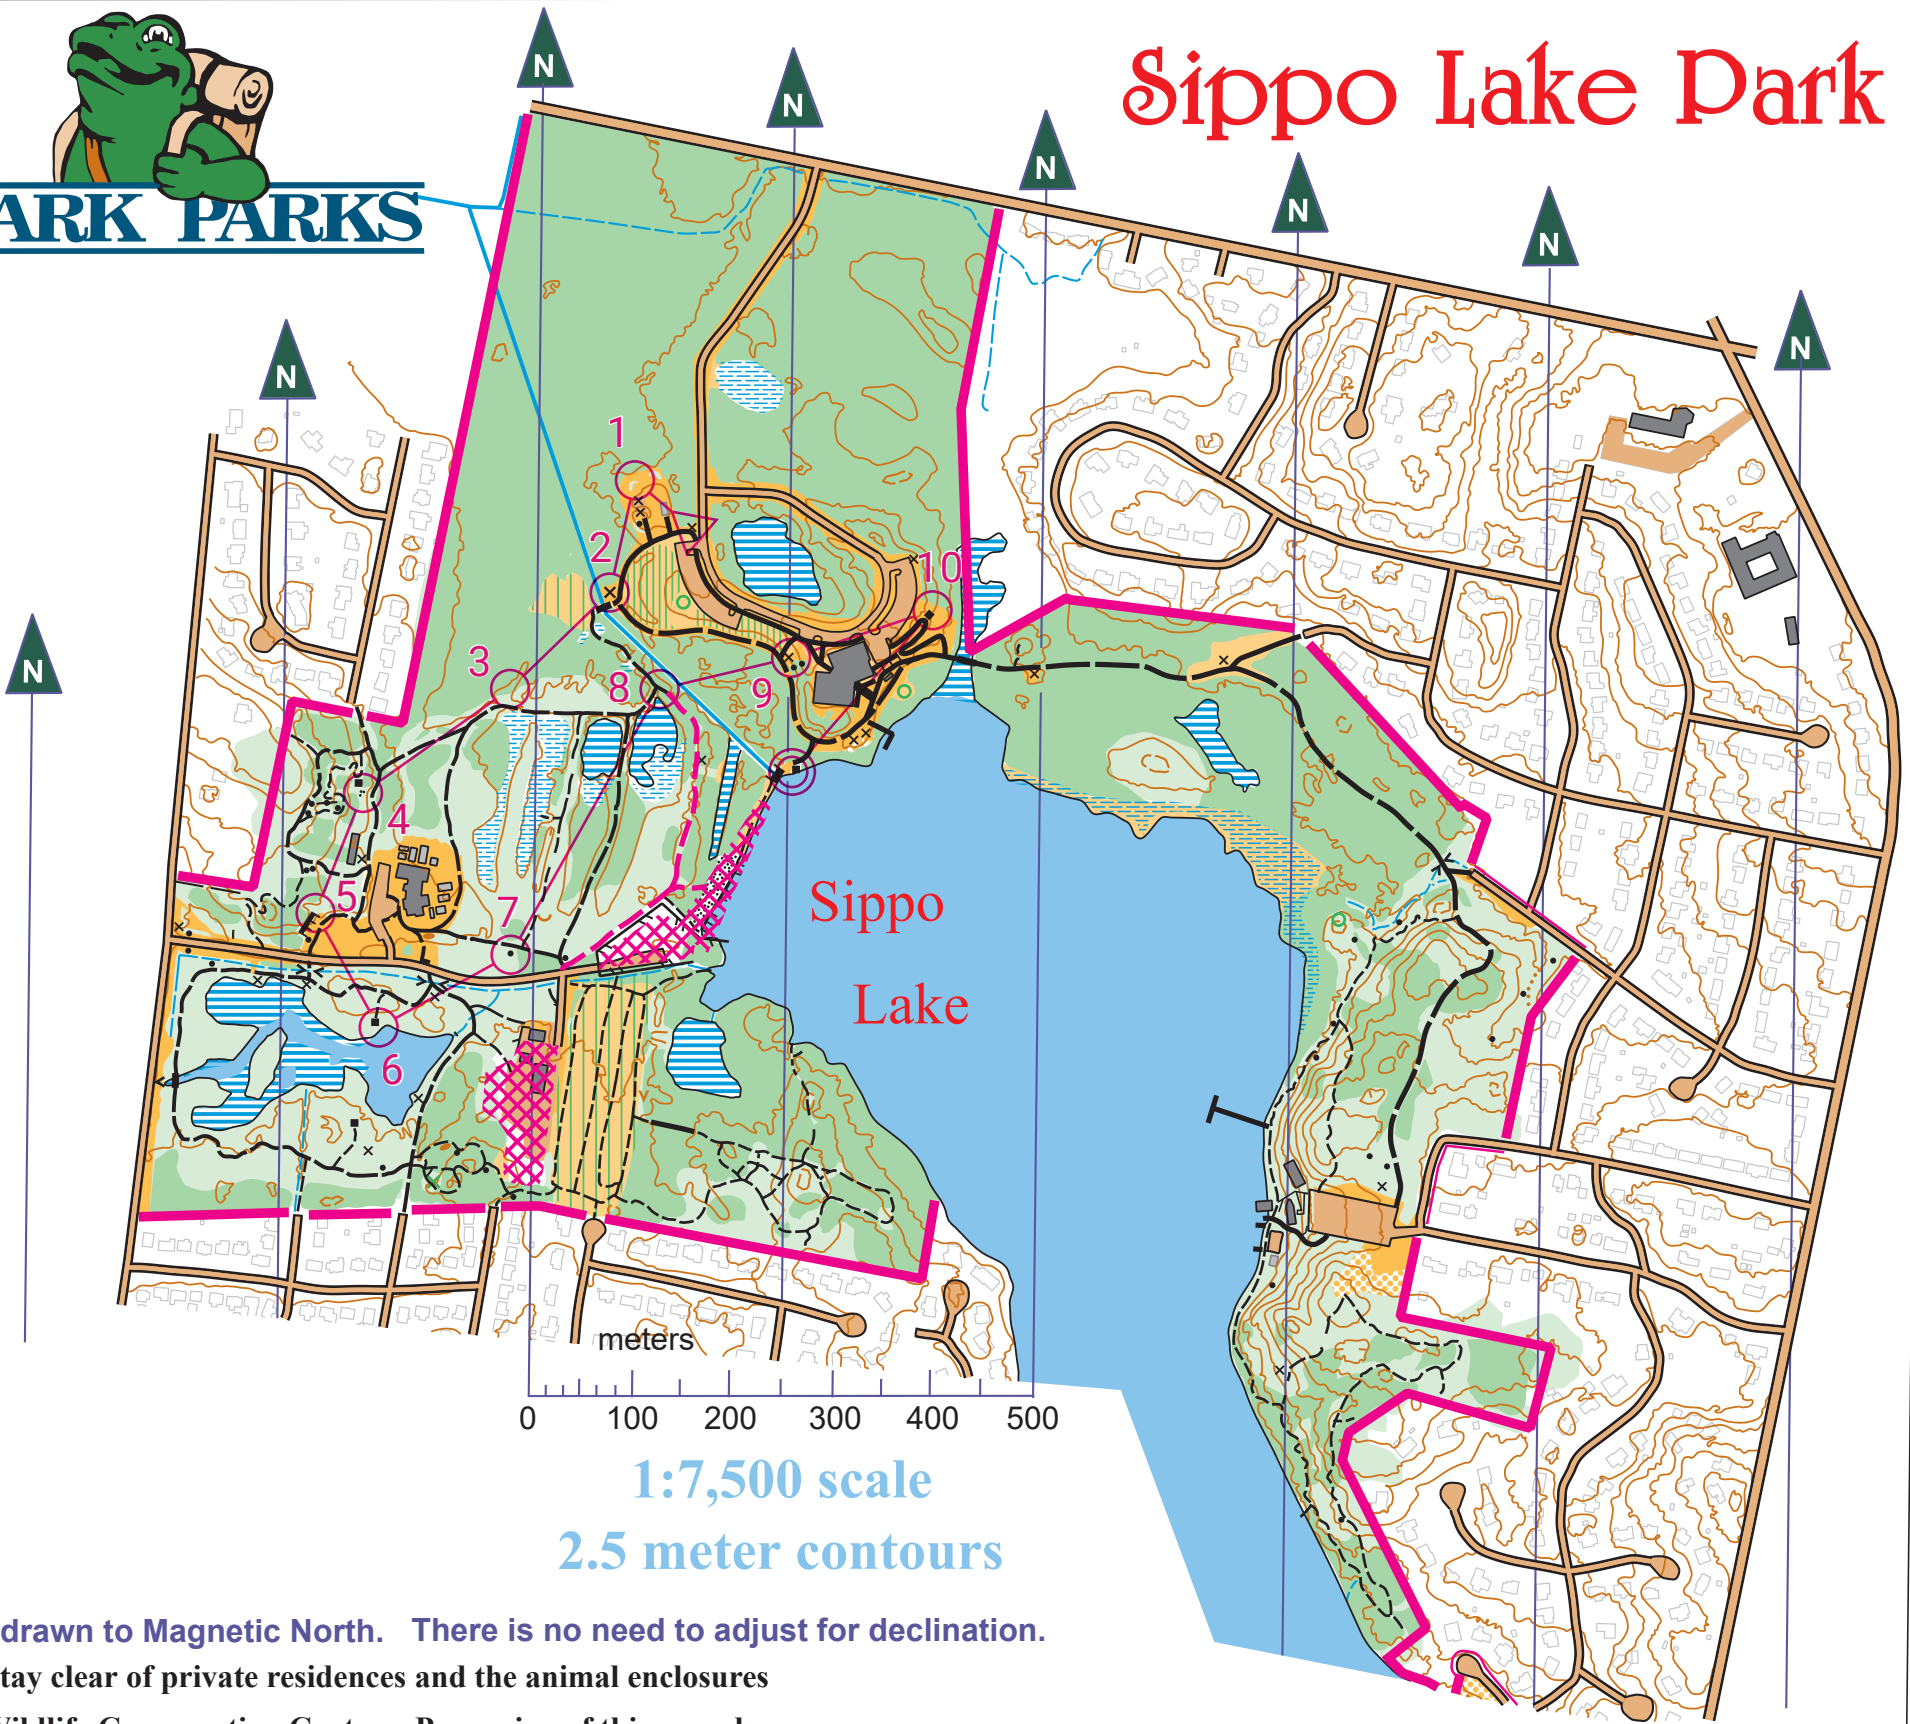 Sippo Lake Park
ARK PARKS
N
N
N
N
N
N
N
N
1
2
3
4
5
6
7
8
9
10
Sippo
Lake
meters
0 100 200 300 400 500
1:7,500 scale
2.5 meter contours
drawn to Magnetic North. There is no need to adjust for declination.
tay clear of private residences and the animal enclosures